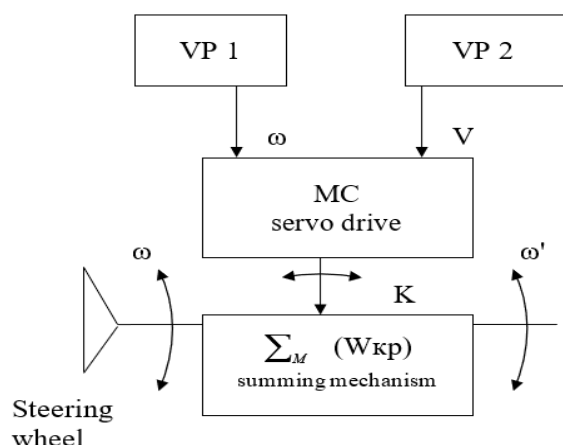 VP 1
VP 2
ω
V
MC
servo drive
ω
ω'
K
∑M (Wкр)
summing mechanism
Steering
wheel